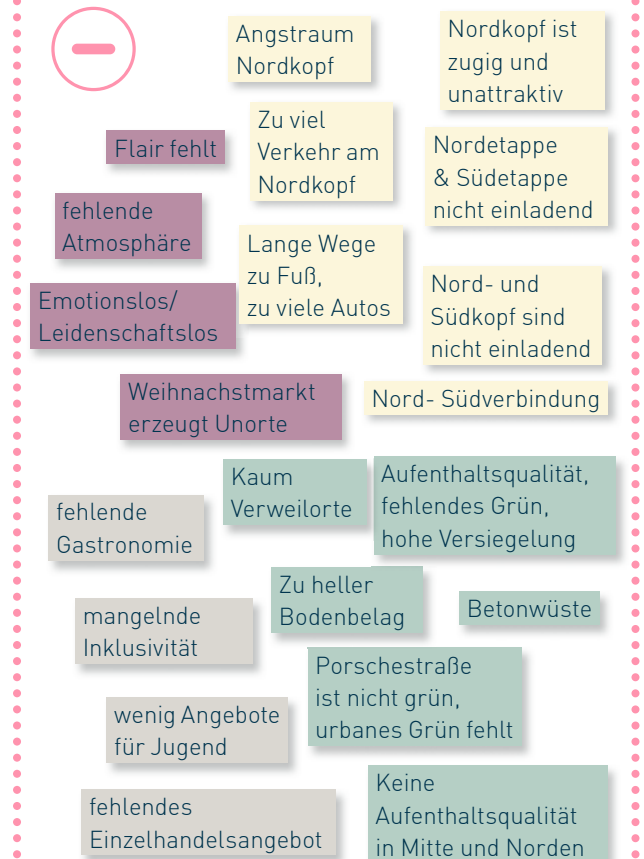 Angstraum
Nordkopf
Nordkopf ist
zugig und
unattraktiv
Zu viel
Verkehr am
Nordkopf
Flair fehlt
Nordetappe
& Südetappe
nicht einladend
fehlende
Atmosphäre
Lange Wege
zu Fuß,
zu viele Autos
Nord- und
Südkopf sind
nicht einladend
Emotionslos/
Leidenschaftslos
Weihnachstmarkt
erzeugt Unorte
Nord- Südverbindung
Kaum
Verweilorte
Aufenthaltsqualität,
fehlendes Grün,
hohe Versiegelung
fehlende
Gastronomie
Zu heller
Bodenbelag
Betonwüste
mangelnde
Inklusivität
Porschestraße
ist nicht grün,
urbanes Grün fehlt
wenig Angebote
für Jugend
Keine
Aufenthaltsqualität
in Mitte und Norden
fehlendes
Einzelhandelsangebot